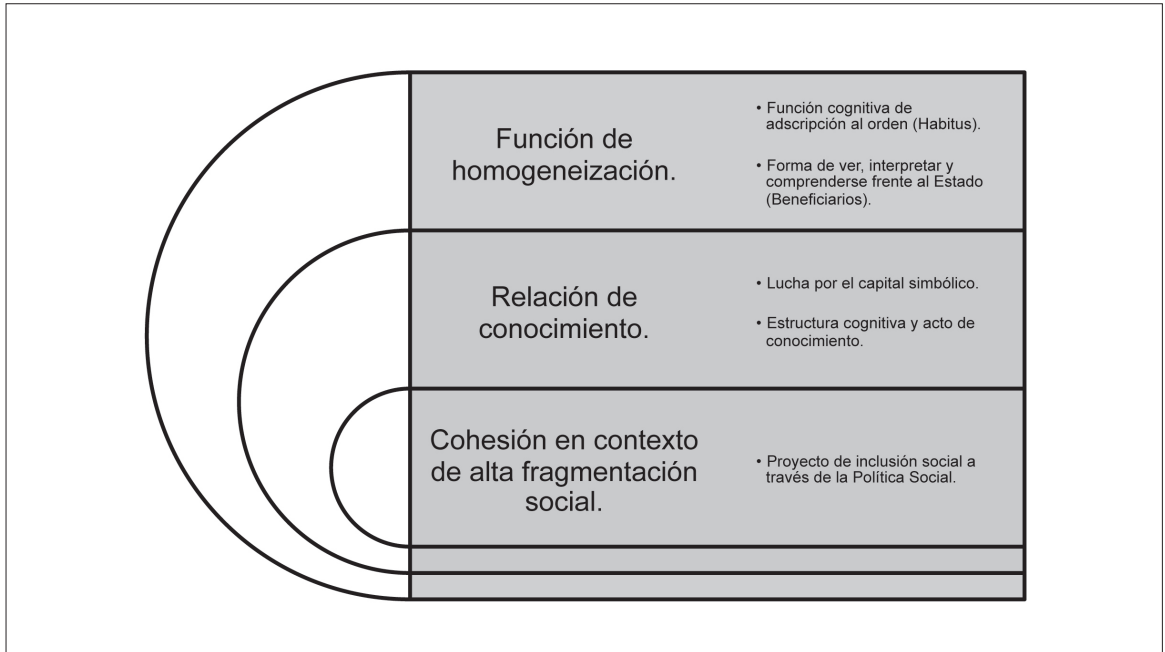 Función de
homogeneización.
• Función cognitiva de
adscripción al orden (Habitus).
• Forma de ver, interpretar y
comprenderse frente al Estado
(Beneficiarios).
Relación de
conocimiento.
• Lucha por el capital simbólico.
• Estructura cognitiva y acto de
conocimiento.
Cohesión en contexto
de alta fragmentación
social.
• Proyecto de inclusión social a
través de la Política Social.